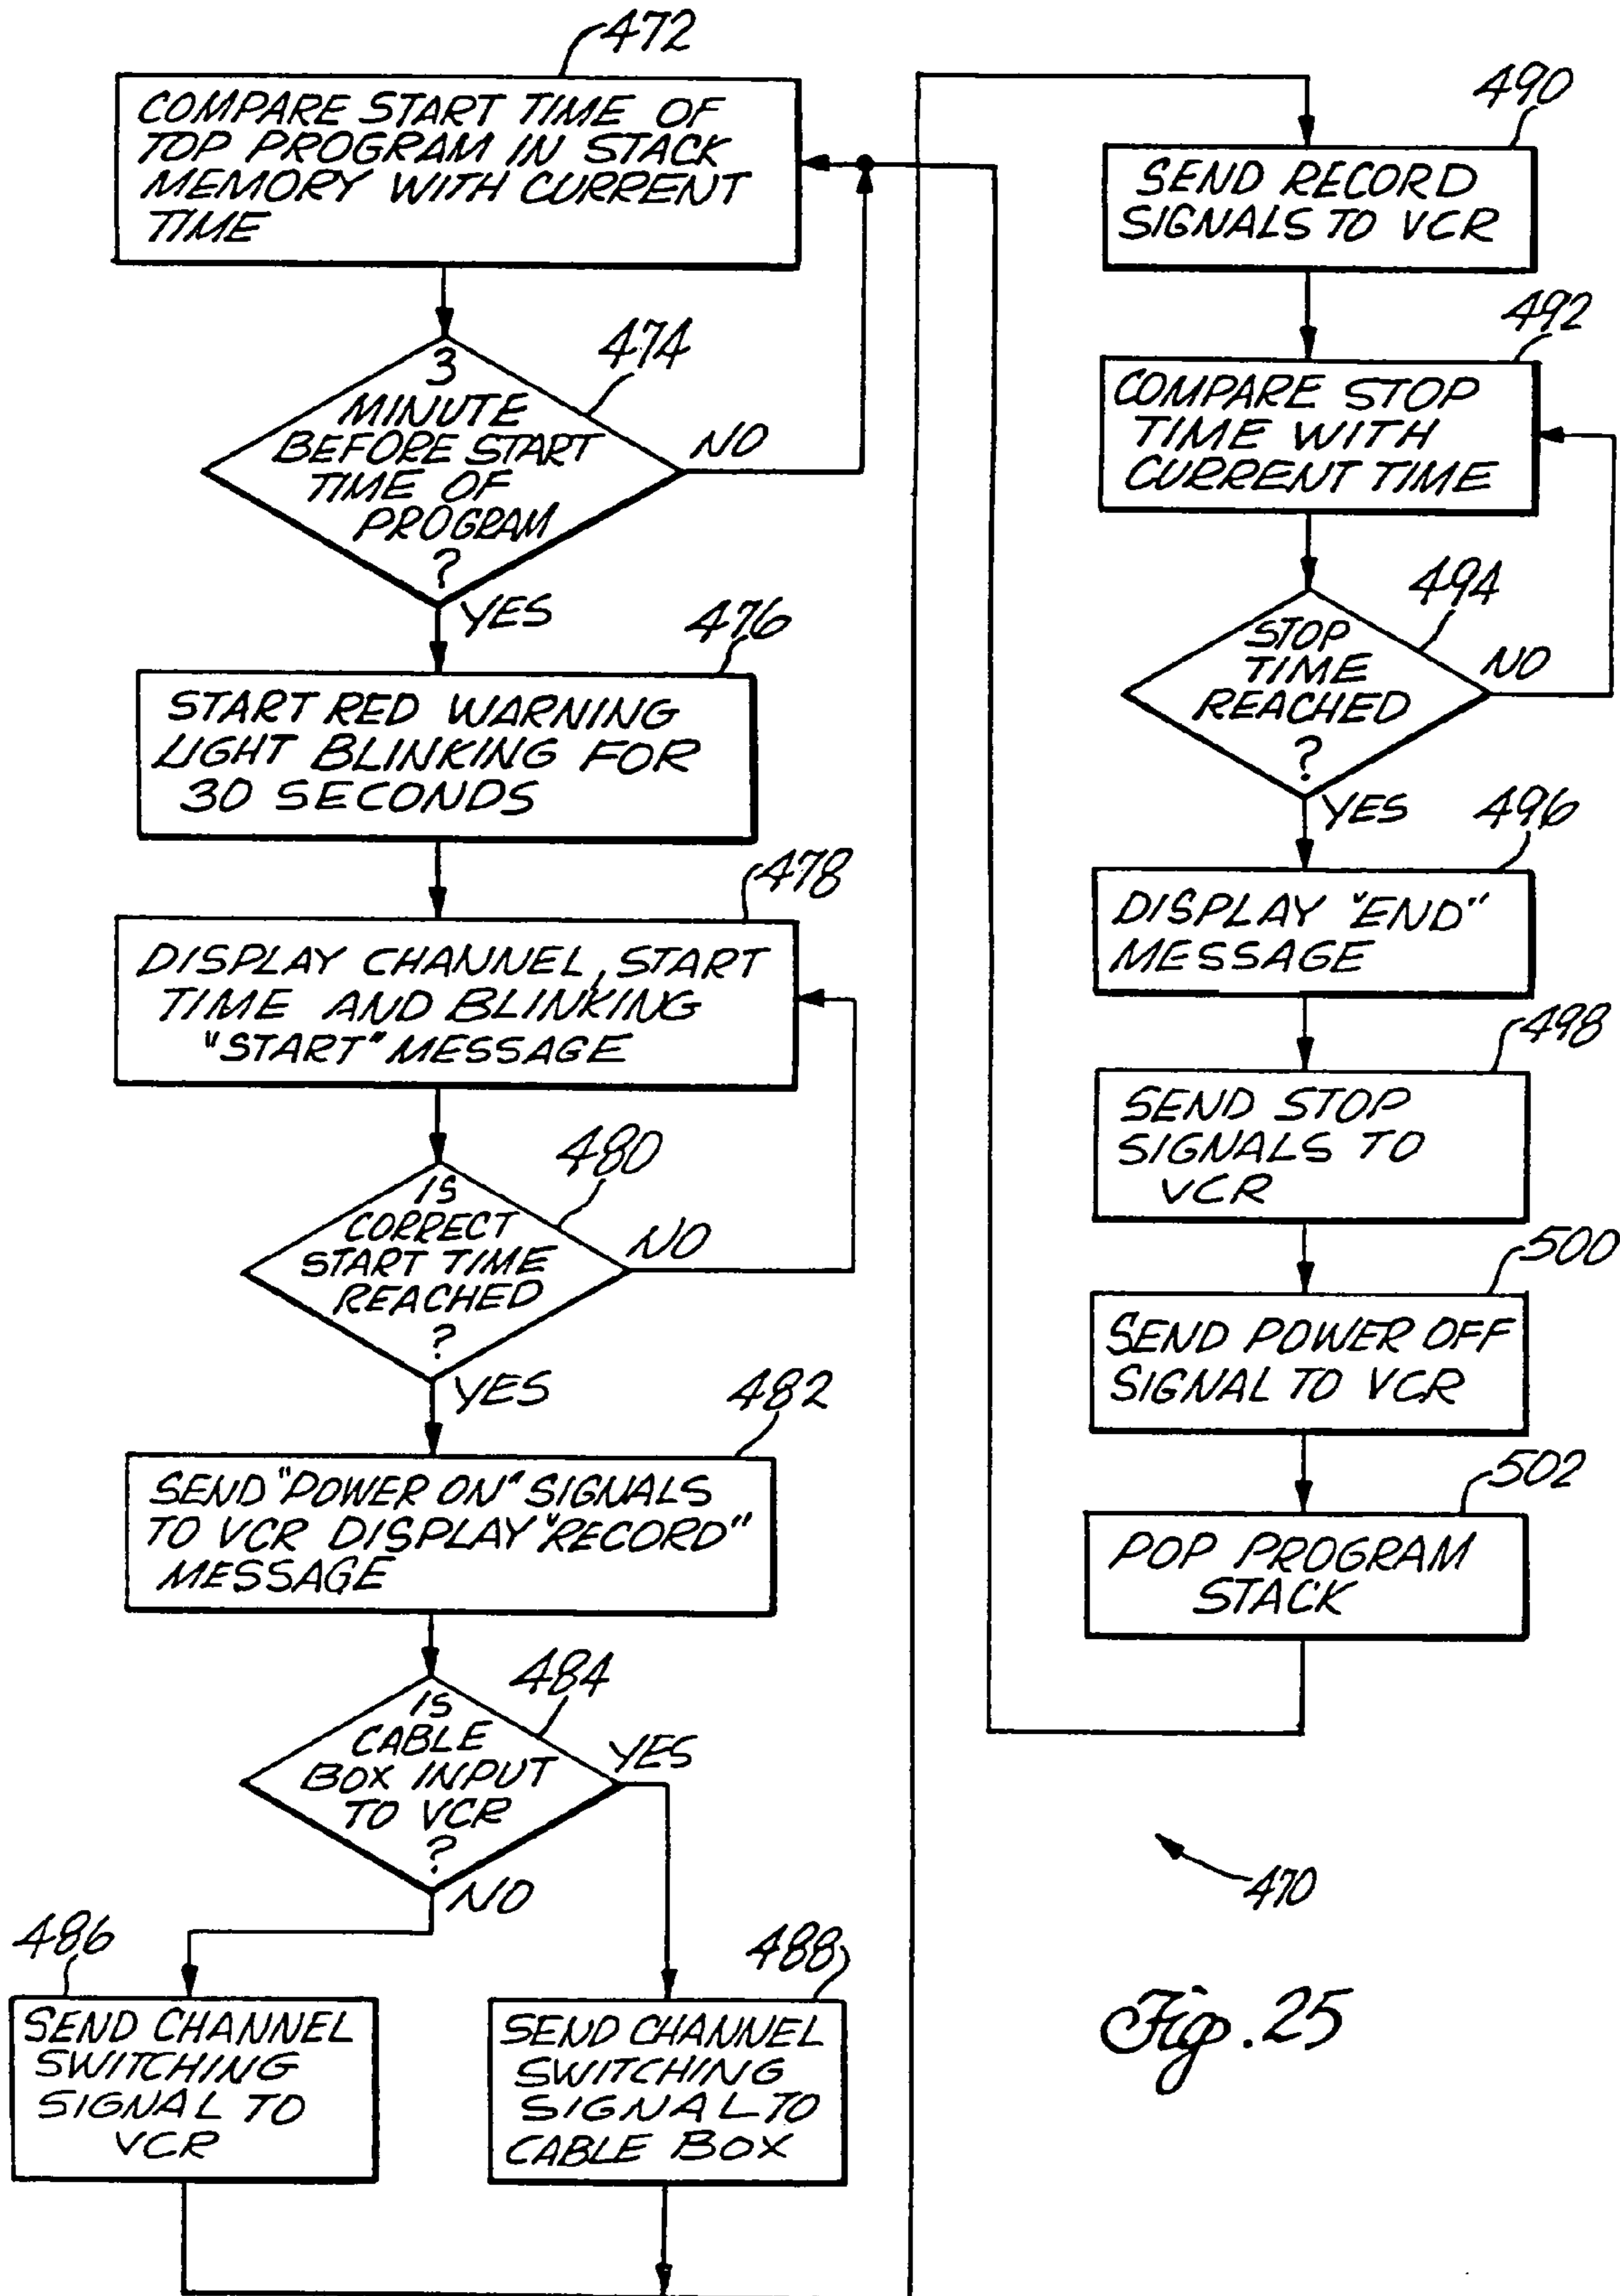 472
COMPARE START TIME OF
TOP PROGRAM IN STACK
MEMORY WITH CURRENT
TIME
474
3
MINUTE
BEFORE START
TIME OF
PROGRAM
?
NO
YES
476
START RED WARNING
LIGHT BLINKING FOR
30 SECONDS
478
DISPLAY CHANNEL, START
TIME AND BLINKING
"START" MESSAGE
480
IS
CORRECT
START TIME
REACHED
?
NO
YES
482
SEND "POWER ON" SIGNALS
TO VCR DISPLAY "RECORD"
MESSAGE
484
IS
CABLE
BOX INPUT
TO VCR
?
YES
NO
486
SEND CHANNEL
SWITCHING
SIGNAL TO
VCR
488
SEND CHANNEL
SWITCHING
SIGNAL TO
CABLE BOX
490
SEND RECORD
SIGNALS TO VCR
492
COMPARE STOP
TIME WITH
CURRENT TIME
494
STOP
TIME
REACHED
?
NO
YES
496
DISPLAY "END"
MESSAGE
498
SEND STOP
SIGNALS TO
VCR
500
SEND POWER OFF
SIGNAL TO VCR
502
POP PROGRAM
STACK
470
Fig. 25